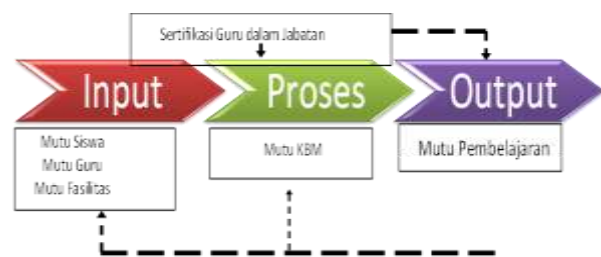 Sertifikasi Guru dalam Jabatan
Input
Proses
Output
Mutu Siswa
Mutu Guru
Mutu Fasilitas
Mutu KBM
Mutu Pembelajaran